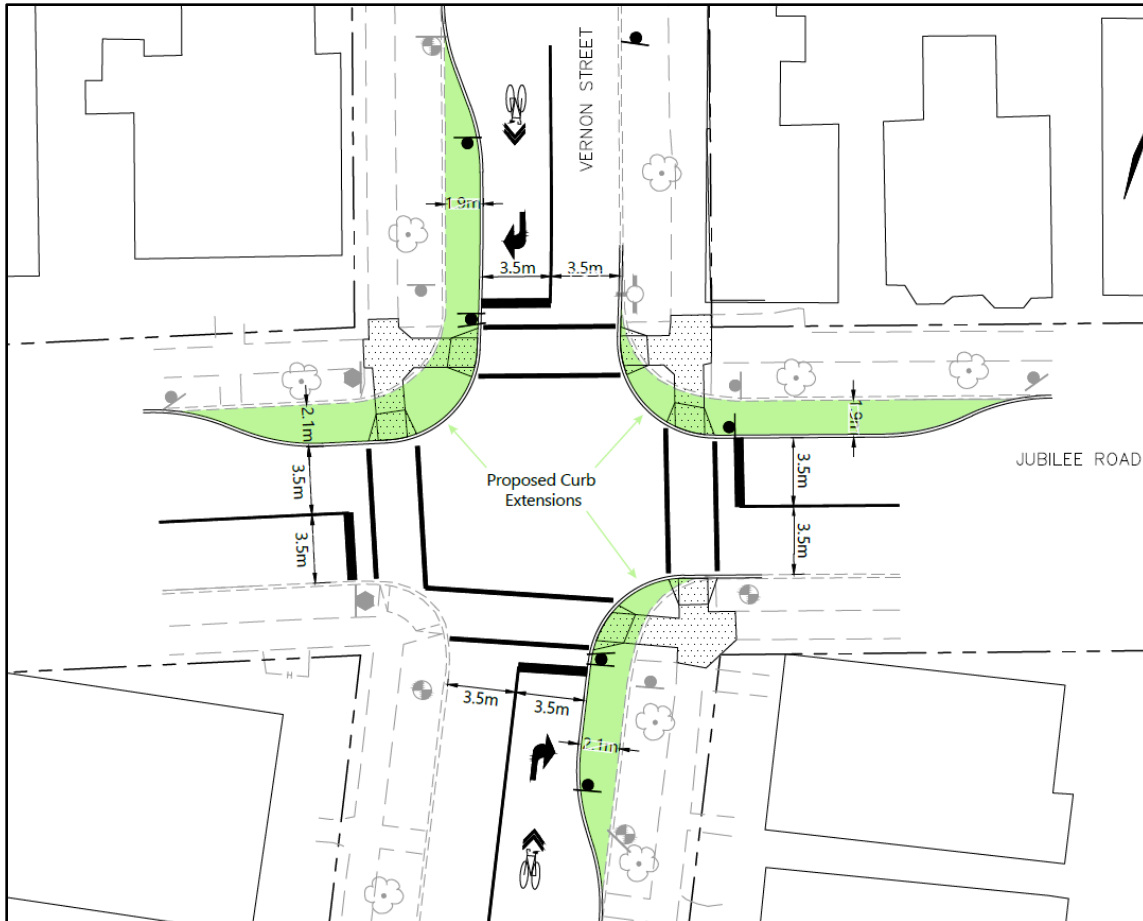 VERNON STREET
1.9m
3.5m
3.5m
2.1m
1.9m
JUBILEE ROAD
3.5m
3.5m
Proposed Curb
Extensions
3.5m
3.5m
H
3.5m
3.5m
2.1m